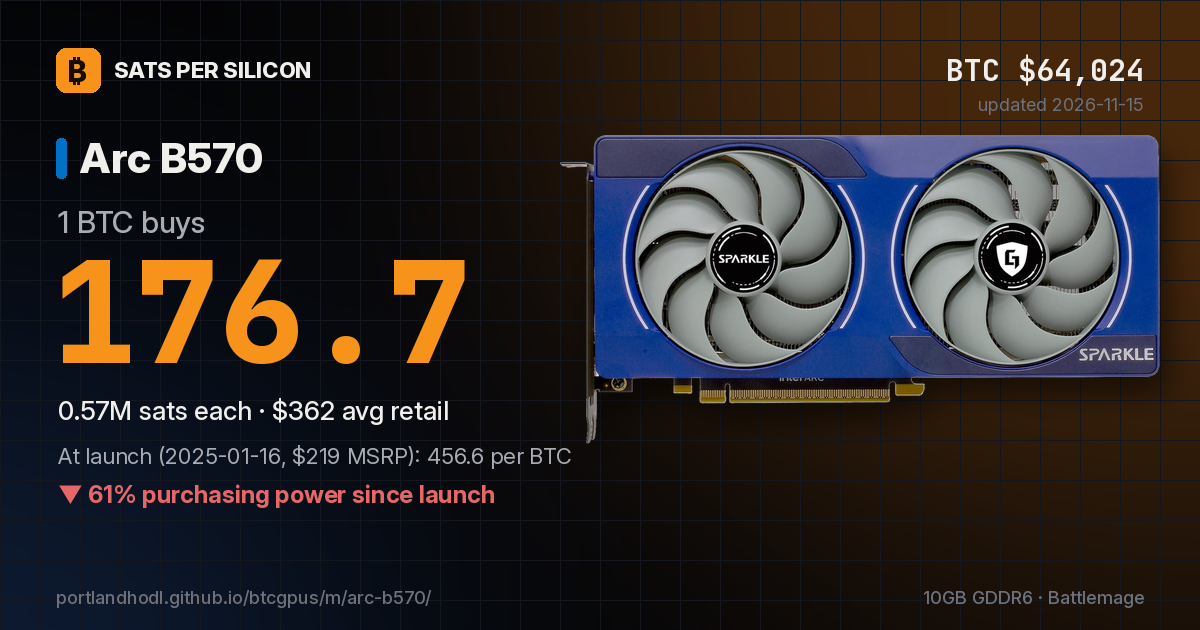 SATS PER SILICON
BTC $64,024
updated 2026-11-15
Arc B570
1 BTC buys
176.7
0.57M sats each · $362 avg retail
At launch (2025-01-16, $219 MSRP): 456.6 per BTC
▼ 61% purchasing power since launch
SPARKLE
SPARKLE
intel ARC
portlandhodl.github.io/btcgpus/m/arc-b570/
10GB GDDR6 · Battlemage